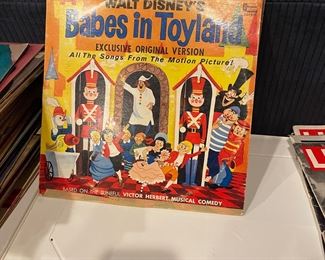 WALT DISNEY'S
Babes in Toyland
EXCLUSIVE ORIGINAL VERSION
All The Songs From The Motion Picture!
BASED ON THE TUNEFUL VICTOR HERBERT MUSICAL COMEDY